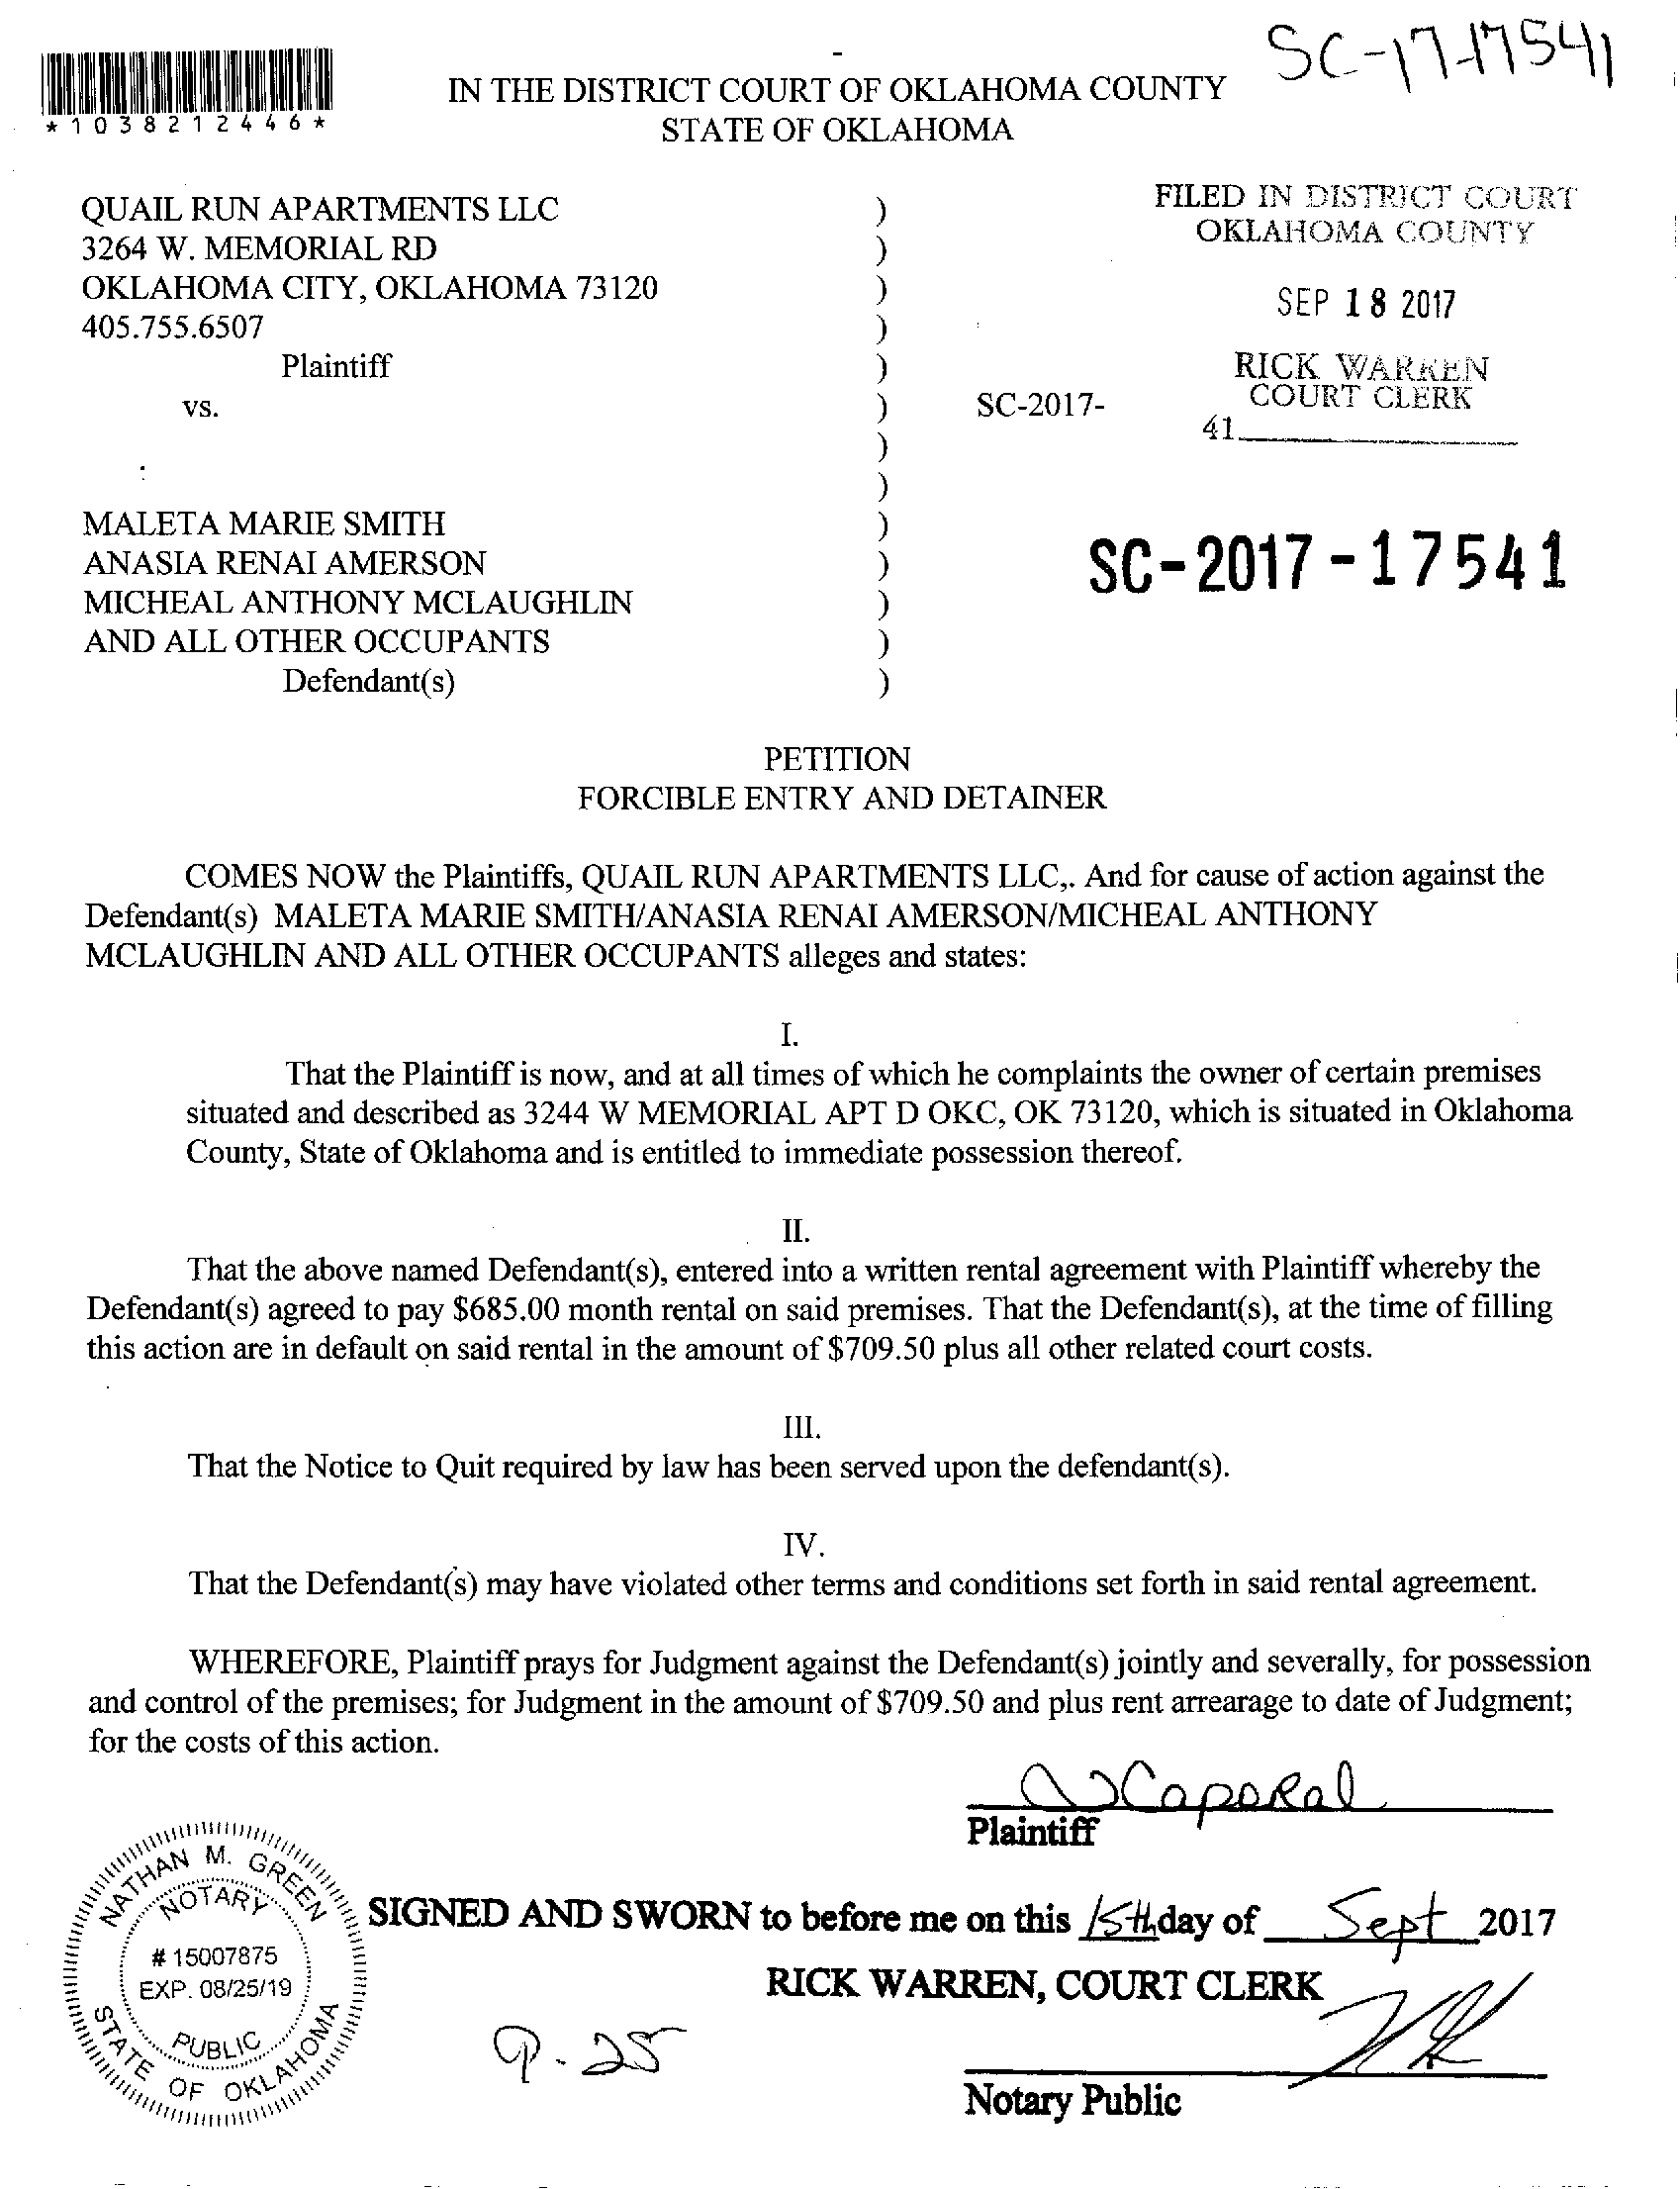 SC-17-17541
*1038212446*
IN THE DISTRICT COURT OF OKLAHOMA COUNTY
STATE OF OKLAHOMA
QUAIL RUN APARTMENTS LLC )
3264 W. MEMORIAL RD )
OKLAHOMA CITY, OKLAHOMA 73120 )
405.755.6507 )
Plaintiff )
vs. ) SC-2017-
)
)
MALETA MARIE SMITH )
ANASIA RENAI AMERSON )
MICHEAL ANTHONY MCLAUGHLIN )
AND ALL OTHER OCCUPANTS )
Defendant(s) )
FILED IN DISTRICT COURT
OKLAHOMA COUNTY
SEP 18 2017
RICK WARREN
COURT CLERK
41
SC-2017-17541
PETITION
FORCIBLE ENTRY AND DETAINER
COMES NOW the Plaintiffs, QUAIL RUN APARTMENTS LLC,. And for cause of action against the
Defendant(s) MALETA MARIE SMITH/ANASIA RENAI AMERSON/MICHEAL ANTHONY
MCLAUGHLIN AND ALL OTHER OCCUPANTS alleges and states:
I.
That the Plaintiff is now, and at all times of which he complaints the owner of certain premises
situated and described as 3244 W MEMORIAL APT D OKC, OK 73120, which is situated in Oklahoma
County, State of Oklahoma and is entitled to immediate possession thereof.
II.
That the above named Defendant(s), entered into a written rental agreement with Plaintiff whereby the
Defendant(s) agreed to pay $685.00 month rental on said premises. That the Defendant(s), at the time of filling
this action are in default on said rental in the amount of $709.50 plus all other related court costs.
III.
That the Notice to Quit required by law has been served upon the defendant(s).
IV.
That the Defendant(s) may have violated other terms and conditions set forth in said rental agreement.
WHEREFORE, Plaintiff prays for Judgment against the Defendant(s) jointly and severally, for possession
and control of the premises; for Judgment in the amount of $709.50 and plus rent arrearage to date of Judgment;
for the costs of this action.
Caporal
Plaintiff
NATHAN M. GREEN
NOTARY
# 15007875
EXP. 08/25/19
PUBLIC
STATE OF OKLAHOMA
SIGNED AND SWORN to before me on this 15th day of Sept 2017
RICK WARREN, COURT CLERK
9-25
Notary Public